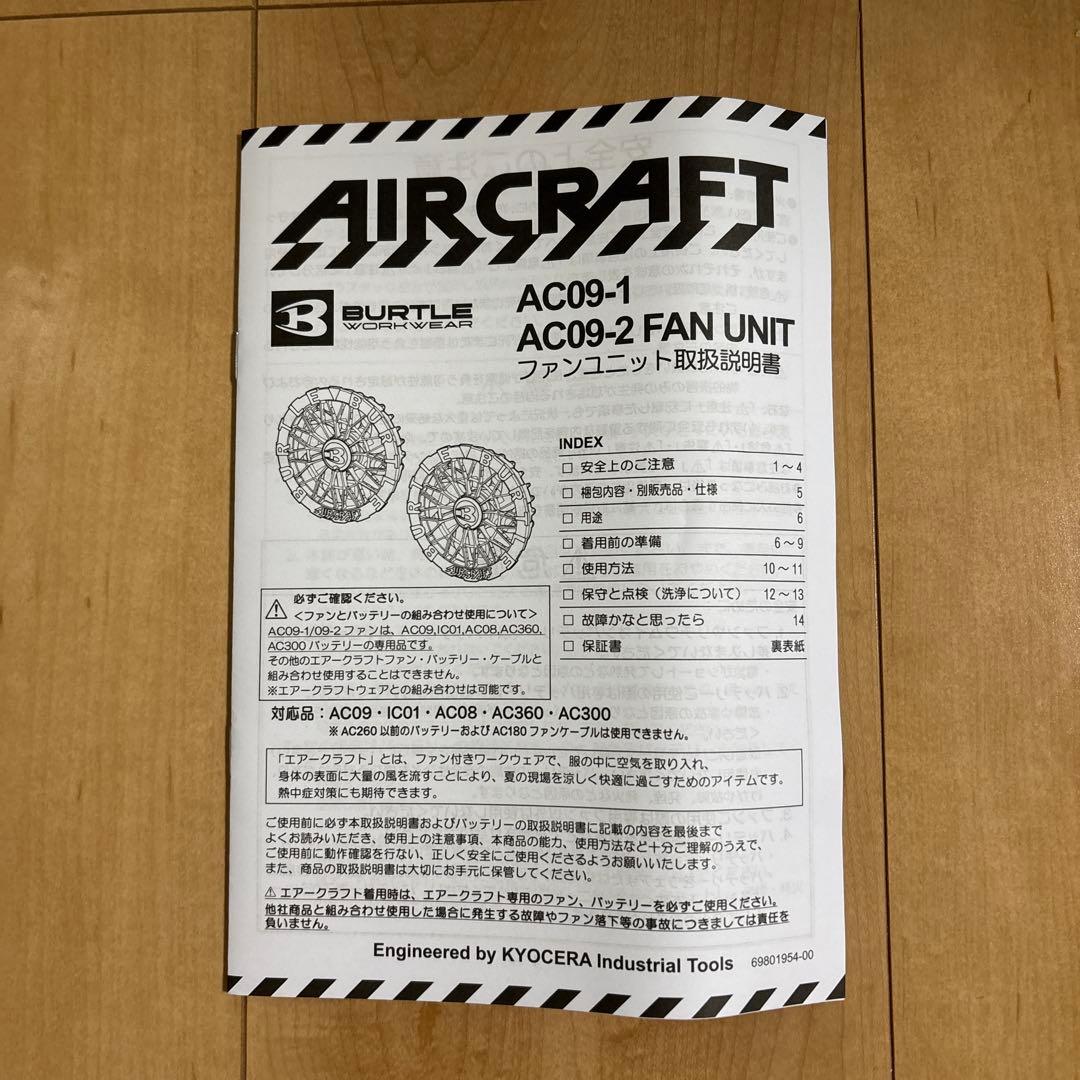 AIRCRAFT
B BURTLE
WORKWEAR
AC09-1
AC09-2 FAN UNIT
ファンユニット取扱説明書
INDEX
□ 安全上のご注意 1～4
□ 梱包内容・別販売品・仕様 5
□ 用途 6
□ 着用前の準備 6～9
□ 使用方法 10～11
□ 保守と点検（洗浄について） 12～13
□ 故障かなと思ったら 14
□ 保証書 裏表紙
必ずご確認ください。
＜ファンとバッテリーの組み合わせ使用について＞
AC09-1/09-2 ファンは、AC09,IC01,AC08,AC360,
AC300 バッテリーの専用品です。
その他のエアークラフトファン・バッテリー・ケーブルと
組み合わせ使用することはできません。
※エアークラフトウェアとの組み合わせは可能です。
対応品：AC09・IC01・AC08・AC360・AC300
※ AC260 以前のバッテリーおよび AC180 ファンケーブルは使用できません。
「エアークラフト」とは、ファン付きワークウェアで、服の中に空気を取り入れ、
身体の表面に大量の風を流すことにより、夏の現場を涼しく快適に過ごすためのアイテムです。
熱中症対策にも期待できます。
ご使用前に必ず本取扱説明書およびバッテリーの取扱説明書に記載の内容を最後まで
よくお読みいただき、使用上の注意事項、本商品の能力、使用方法など十分ご理解のうえで、
ご使用前に動作確認を行ない、正しく安全にご使用くださるようお願いいたします。
また、商品の取扱説明書は大切にお手元に保管してください。
⚠ エアークラフト着用時は、エアークラフト専用のファン、バッテリーを必ずご使用ください。
他社商品と組み合わせ使用した場合に発生する故障やファン落下等の事故につきましては責任を
負いません。
Engineered by KYOCERA Industrial Tools 69801954-00